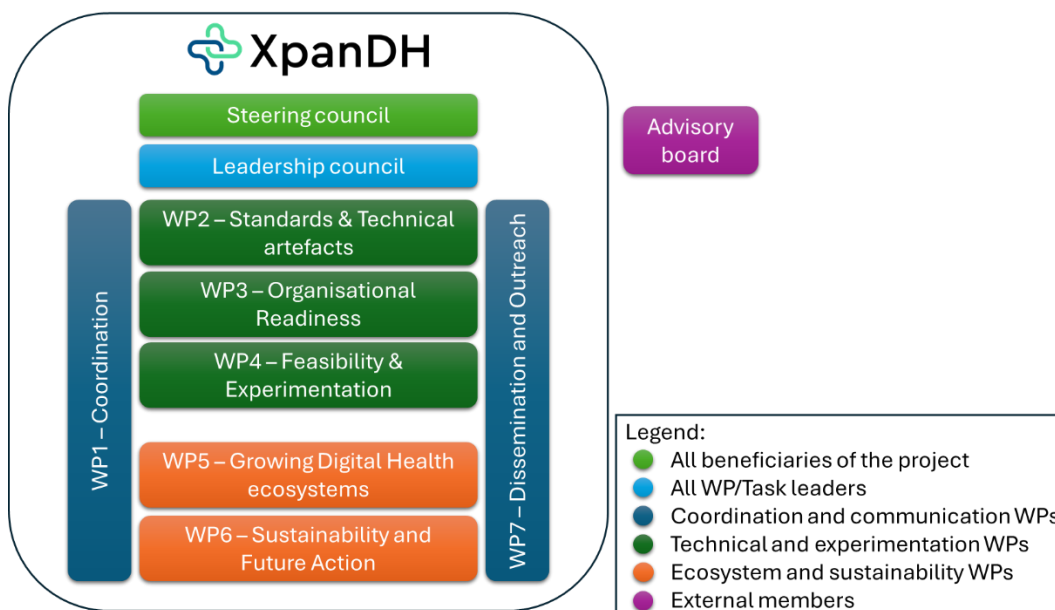 XpanDH
Steering council
Leadership council
Advisory
board
WP1 – Coordination
WP2 – Standards & Technical
artefacts
WP3 – Organisational
Readiness
WP4 – Feasibility &
Experimentation
WP5 – Growing Digital Health
ecosystems
WP6 – Sustainability and
Future Action
WP7 – Dissemination and Outreach
Legend:
All beneficiaries of the project
All WP/Task leaders
Coordination and communication WPs
Technical and experimentation WPs
Ecosystem and sustainability WPs
External members